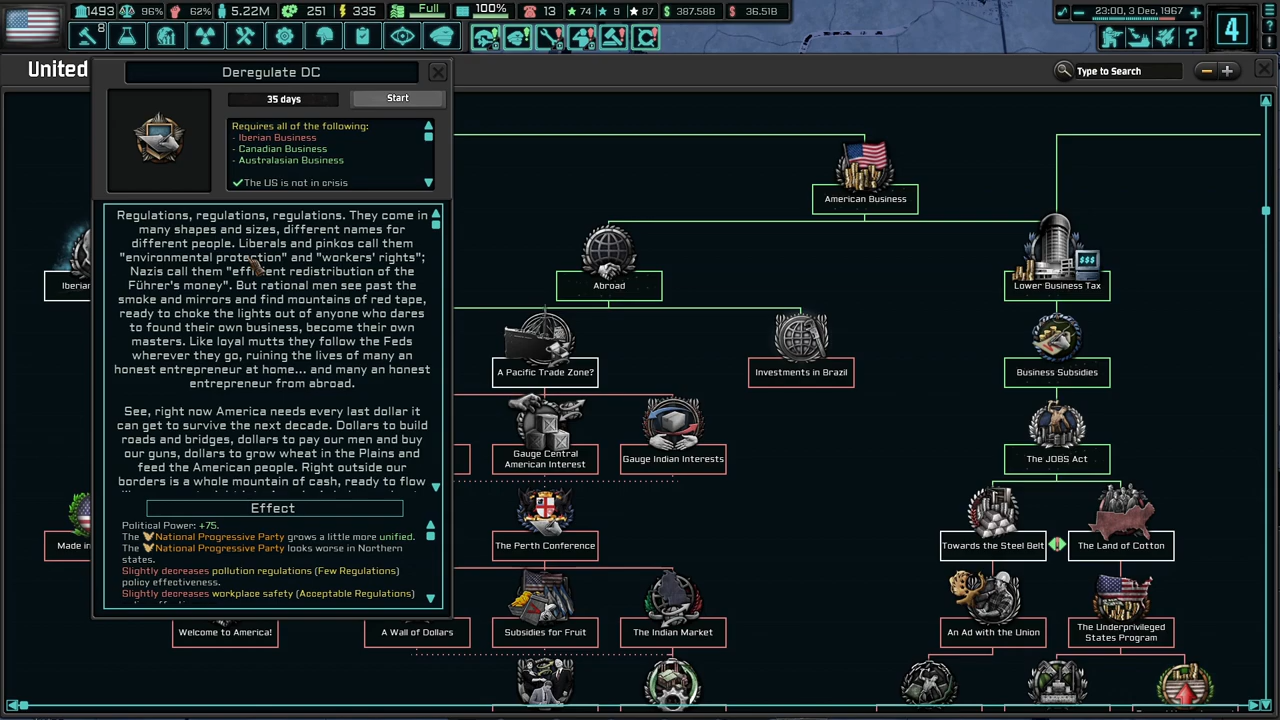 1493 96% 62% 5.22M 251 335 Full 100% 13 74 9 87 $ 387.58B $ 36.51B 23:00, 3 Dec, 1967
8
4
United
Type to Search
Deregulate DC
35 days
Start
Requires all of the following:
- Iberian Business
- Canadian Business
- Australasian Business
The US is not in crisis
Regulations, regulations, regulations. They come in
many shapes and sizes, different names for
different people. Liberals and pinkos call them
"environmental protection" and "workers' rights";
Nazis call them "efficient redistribution of the
Führer's money". But rational men see past the
smoke and mirrors and find mountains of red tape,
ready to choke the lights out of anyone who dares
to found their own business, become their own
masters. Like loyal mutts they follow the Feds
wherever they go, ruining the lives of many an
honest entrepreneur at home... and many an honest
entrepreneur from abroad.
See, right now America needs every last dollar it
can get to survive the next decade. Dollars to build
roads and bridges, dollars to pay our men and buy
our guns, dollars to grow wheat in the Plains and
feed the American people. Right outside our
borders is a whole mountain of cash, ready to flow
Effect
Political Power: +75.
The National Progressive Party grows a little more unified.
The National Progressive Party looks worse in Northern
states.
Slightly decreases pollution regulations (Few Regulations)
policy effectiveness.
Slightly decreases workplace safety (Acceptable Regulations)
American Business
Iberian
Abroad
Lower Business Tax
$$$
A Pacific Trade Zone?
Investments in Brazil
Business Subsidies
Gauge Central
American Interest
Gauge Indian Interests
The JOBS Act
Made in
The Perth Conference
Towards the Steel Belt
The Land of Cotton
Welcome to America!
A Wall of Dollars
Subsidies for Fruit
The Indian Market
An Ad with the Union
The Underprivileged
States Program